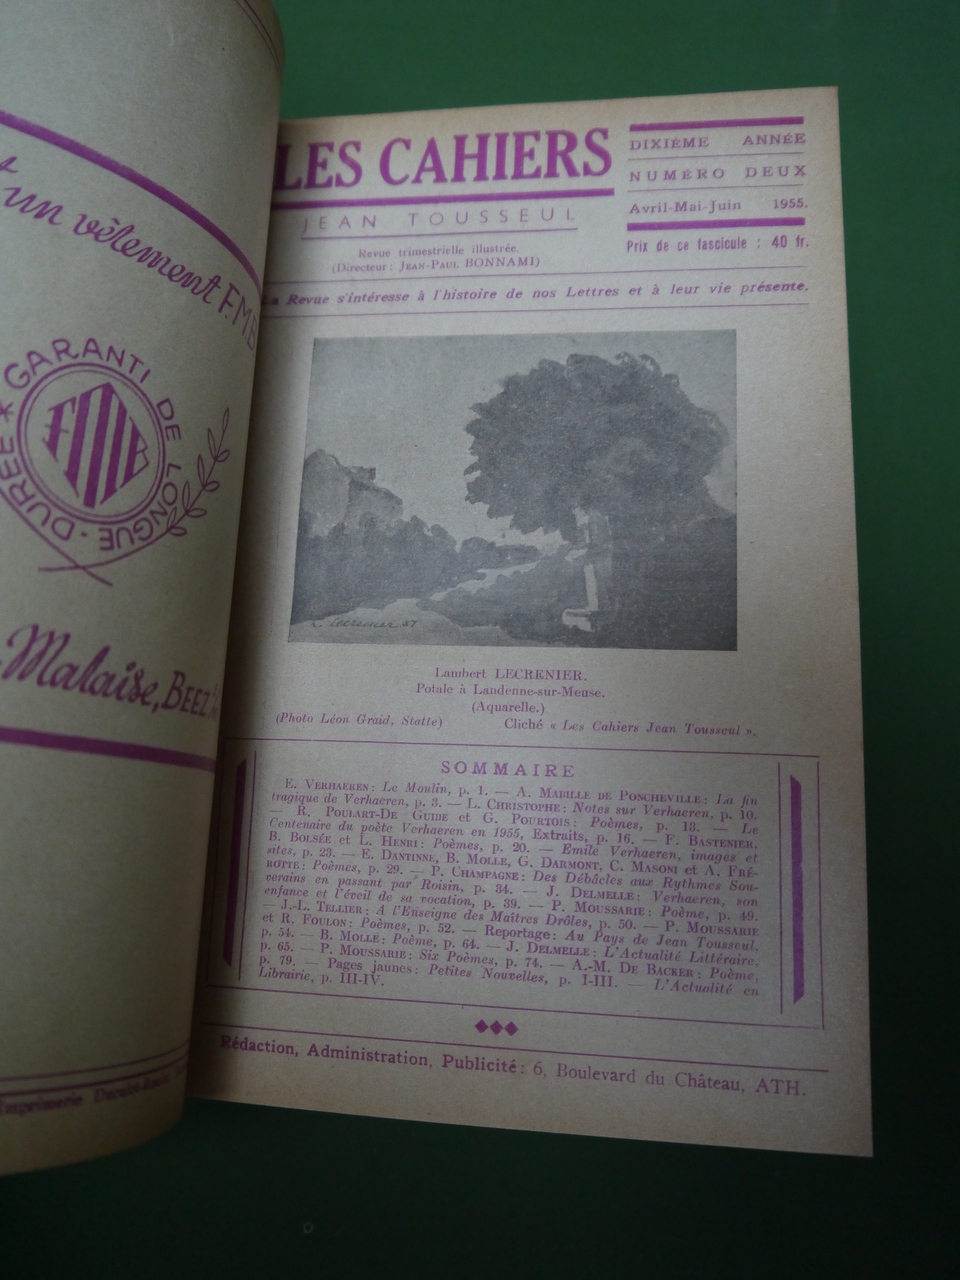 un vêtement F.M.B
GARANTI DE LONGUE DURÉE
FMB
Malaise, BEEZ
Imprimerie
LES CAHIERS
JEAN TOUSSEUL
Revue trimestrielle illustrée.
(Directeur : JEAN-PAUL BONNAMI)
DIXIÈME ANNÉE
NUMÉRO DEUX
Avril-Mai-Juin 1955.
Prix de ce fascicule : 40 fr.
La Revue s'intéresse à l'histoire de nos Lettres et à leur vie présente.
L. Lecrenier
Lambert LECRENIER.
Potale à Landenne-sur-Meuse.
(Aquarelle.)
(Photo Léon Graid, Statte) Cliché « Les Cahiers Jean Tousseul ».
SOMMAIRE
E. VERHAEREN : Le Moulin, p. 1. — A. MABILLE DE PONCHEVILLE : La fin
tragique de Verhaeren, p. 3. — L. CHRISTOPHE : Notes sur Verhaeren, p. 10.
— R. POULART-DE GUIDE et G. POURTOIS : Poèmes, p. 13. — Le
Centenaire du poète Verhaeren en 1955, Extraits, p. 16. — F. BASTENIER,
B. BOLSÉE et L. HENRI : Poèmes, p. 20. — Emile Verhaeren, images et
sites, p. 23. — E. DANTINNE, B. MOLLE, G. DARMONT, C. MASONI et A. FRÉ-
ROTTE : Poèmes, p. 29. — P. CHAMPAGNE : Des Débâcles aux Rythmes Sou-
verains en passant par Roisin, p. 34. — J. DELMELLE : Verhaeren, son
enfance et l'éveil de sa vocation, p. 39. — P. MOUSSARIE : Poème, p. 49.
— J.-L. TELLIER : A l'Enseigne des Maîtres Drôles, p. 50. — P. MOUSSARIE
et R. FOULON : Poèmes, p. 52. — Reportage : Au Pays de Jean Tousseul,
p. 54. — B. MOLLE : Poème, p. 64. — J. DELMELLE : L'Actualité Littéraire,
p. 65. — P. MOUSSARIE : Six Poèmes, p. 74. — A.-M. DE BACKER : Poème,
p. 79. — Pages jaunes : Petites Nouvelles, p. I-III. — L'Actualité en
Librairie, p. III-IV.
Rédaction, Administration, Publicité : 6, Boulevard du Château, ATH.